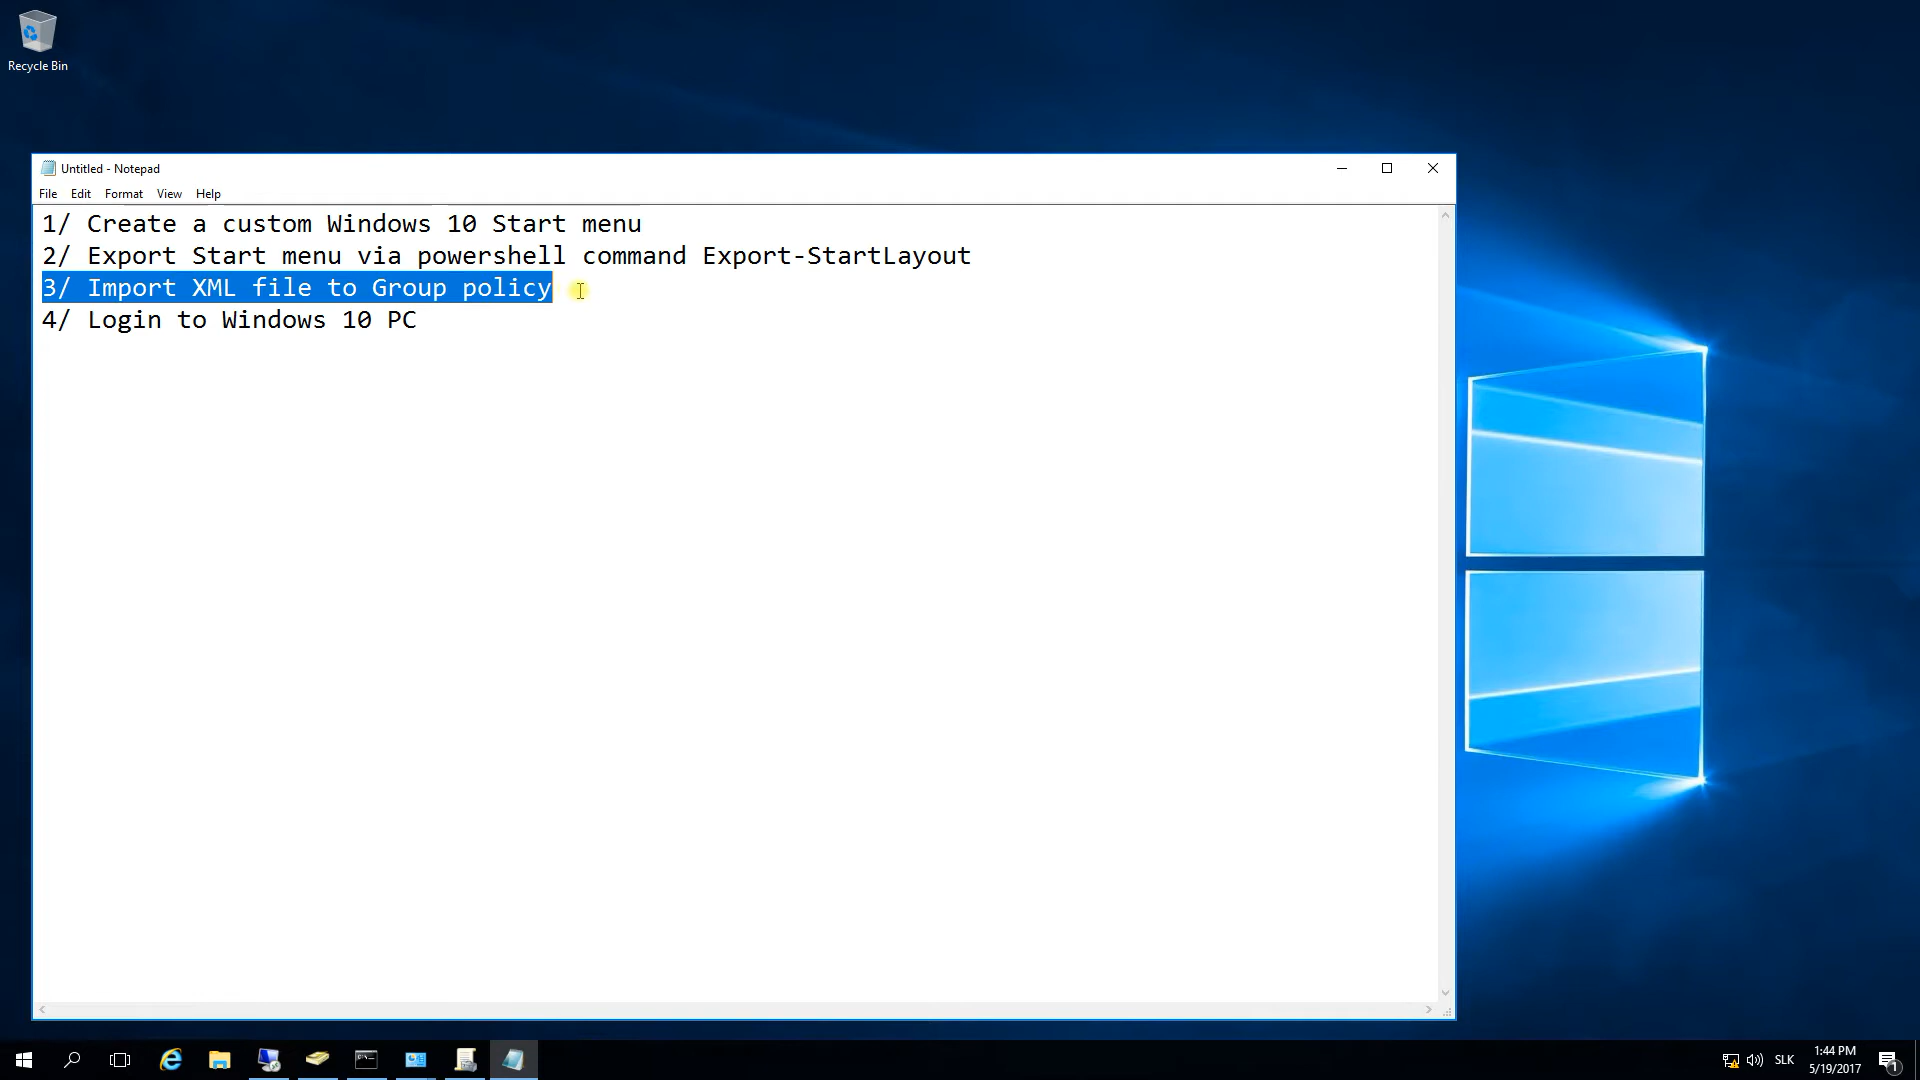 Recycle Bin
Untitled - Notepad
File Edit Format View Help
1/ Create a custom Windows 10 Start menu
2/ Export Start menu via powershell command Export-StartLayout
3/ Import XML file to Group policy
4/ Login to Windows 10 PC
SLK
1:44 PM
5/19/2017
1